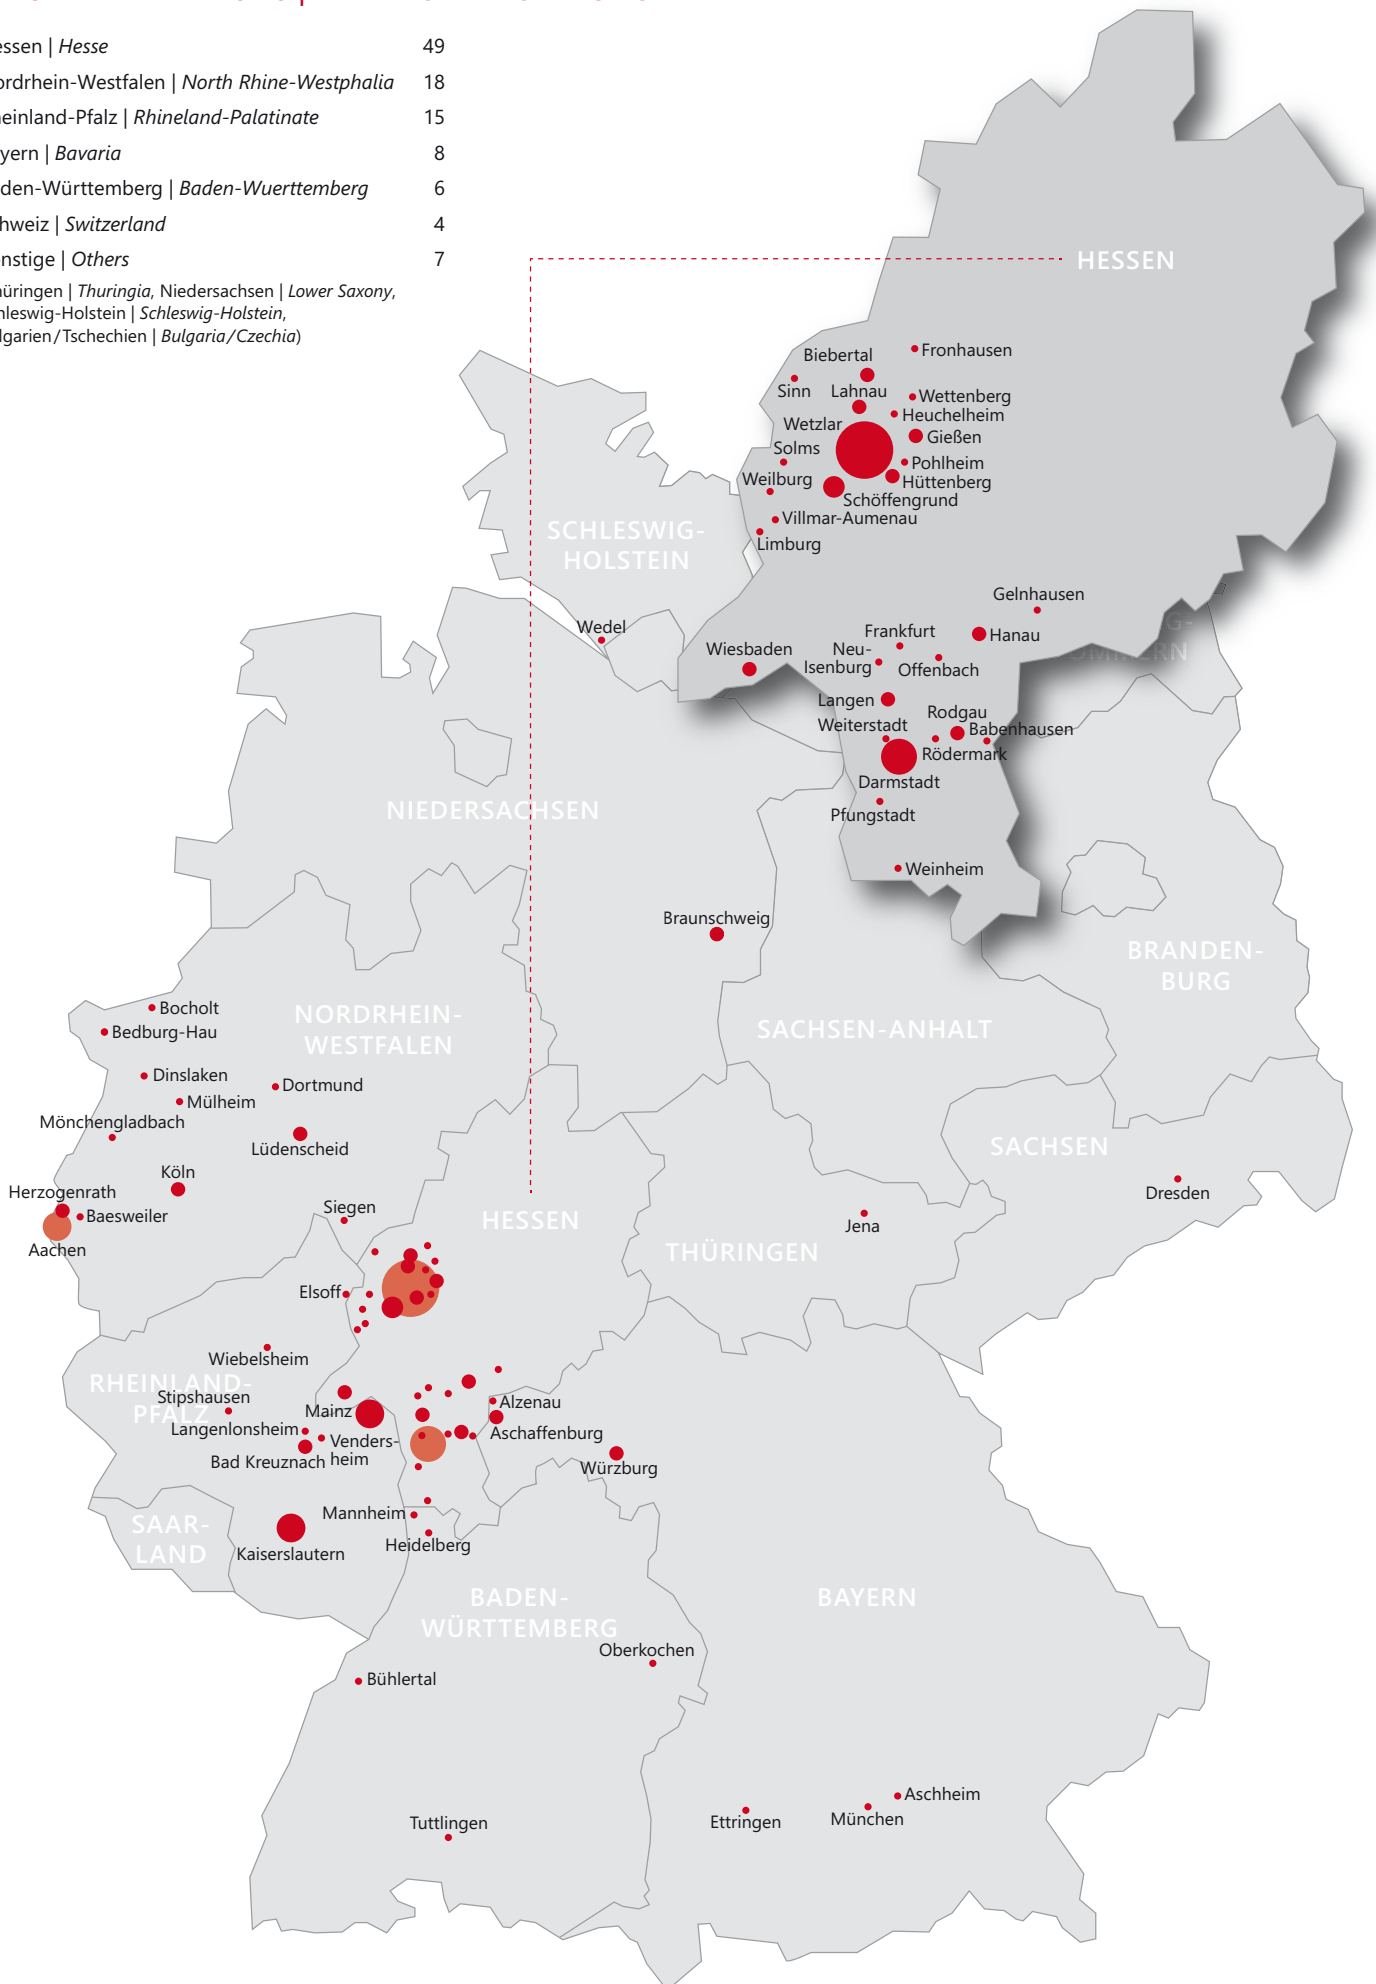 essen | Hesse 49
ordrhein-Westfalen | North Rhine-Westphalia 18
einland-Pfalz | Rhineland-Palatinate 15
yern | Bavaria 8
den-Württemberg | Baden-Wuerttemberg 6
hweiz | Switzerland 4
nstige | Others 7
üringen | Thuringia, Niedersachsen | Lower Saxony,
hleswig-Holstein | Schleswig-Holstein,
lgarien/Tschechien | Bulgaria/Czechia)
HESSEN
Fronhausen
Biebertal
Sinn
Lahnau
Wettenberg
Heuchelheim
Wetzlar
Gießen
Solms
Pohlheim
Weilburg
Hüttenberg
Schöffengrund
Villmar-Aumenau
Limburg
SCHLESWIG-
HOLSTEIN
Gelnhausen
Wedel
Frankfurt
Hanau
Wiesbaden
Neu-
Isenburg
Offenbach
Langen
Rodgau
Weiterstadt
Babenhausen
Rödermark
Darmstadt
Pfungstadt
NIEDERSACHSEN
Weinheim
Braunschweig
BRANDEN-
BURG
Bocholt
NORDRHEIN-
WESTFALEN
Bedburg-Hau
SACHSEN-ANHALT
Dinslaken
Dortmund
Mülheim
Mönchengladbach
Lüdenscheid
SACHSEN
Köln
Herzogenrath
Dresden
Baesweiler
Siegen
HESSEN
Jena
Aachen
THÜRINGEN
Elsoff
Wiebelsheim
RHEINLAND-
PFALZ
Stipshausen
Mainz
Alzenau
Langenlonsheim
Vendersheim
Aschaffenburg
Bad Kreuznach
Würzburg
Mannheim
SAAR-
LAND
Heidelberg
Kaiserslautern
BADEN-
WÜRTTEMBERG
BAYERN
Oberkochen
Bühlertal
Aschheim
Ettringen
München
Tuttlingen